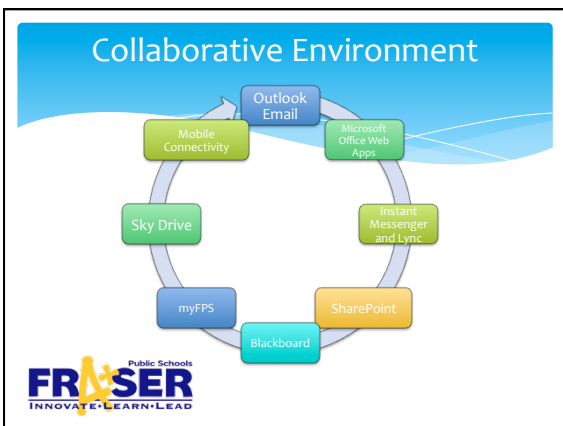 Collaborative Environment
Outlook
Email
Microsoft
Office Web
Apps
Instant
Messenger
and Lync
SharePoint
Blackboard
myFPS
Sky Drive
Mobile
Connectivity
Public Schools
FRASER
INNOVATE•LEARN•LEAD